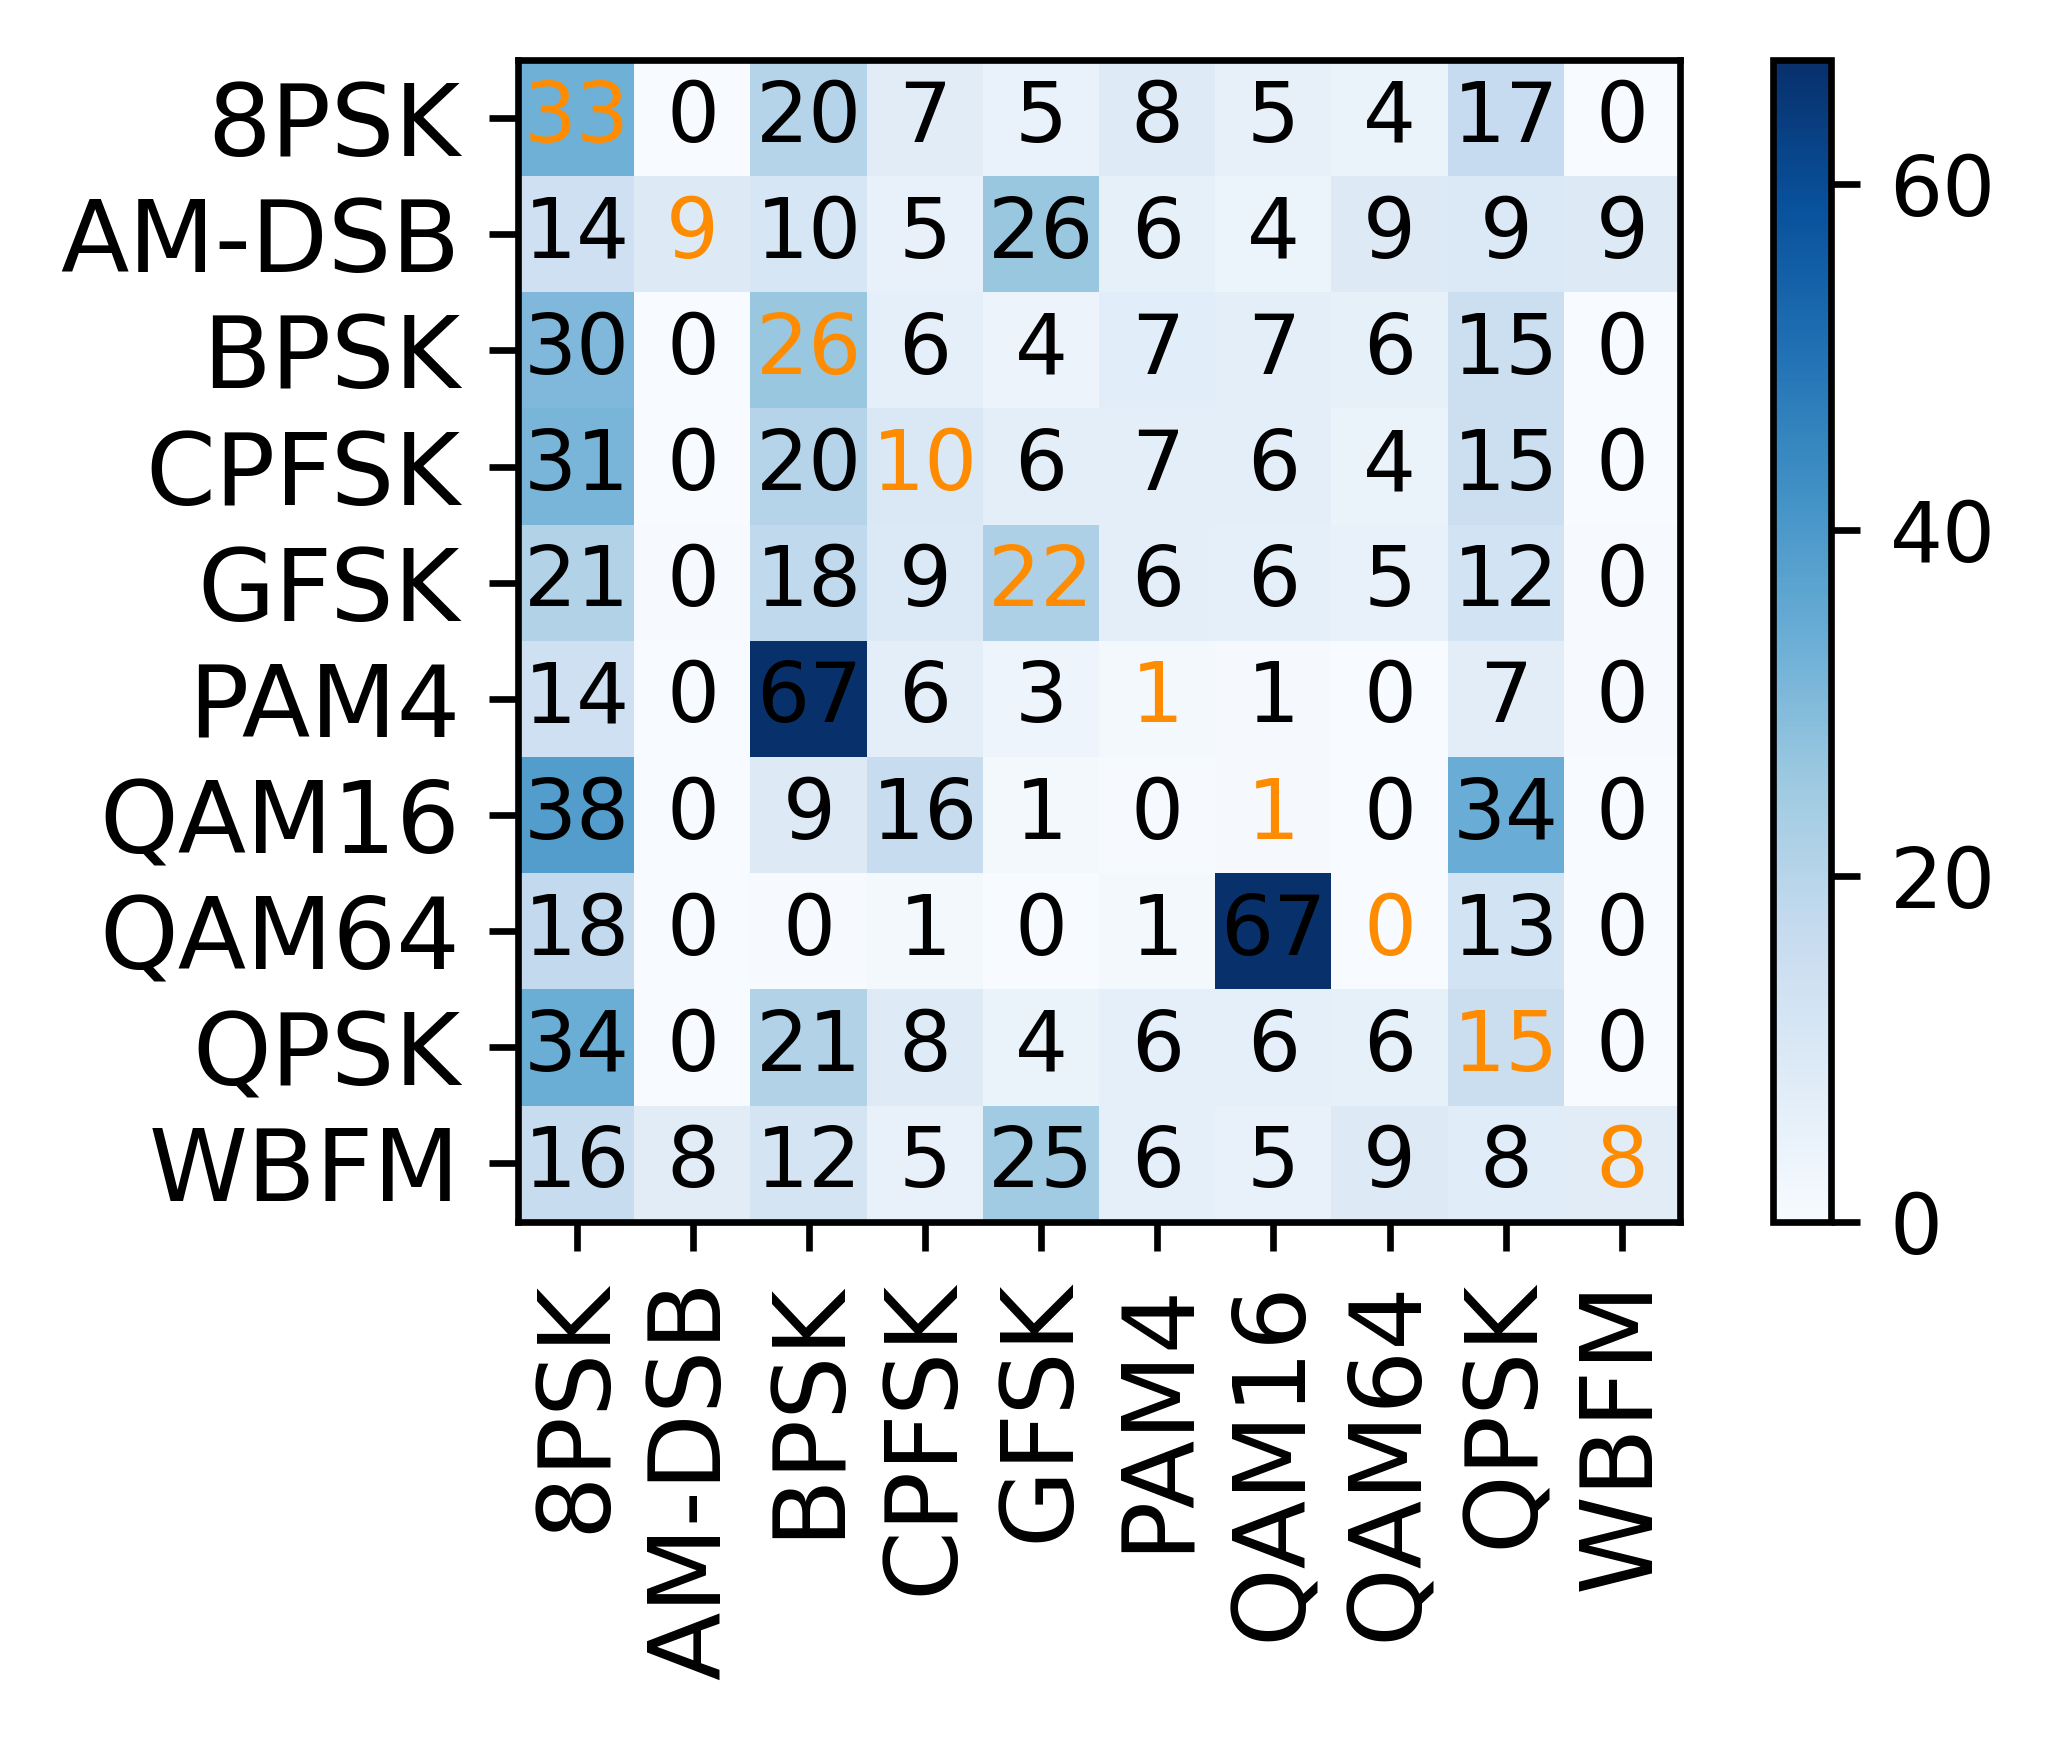 8PSK 33 0 20 7 5 8 5 4 17 0
AM-DSB 14 9 10 5 26 6 4 9 9 9
BPSK 30 0 26 6 4 7 7 6 15 0
CPFSK 31 0 20 10 6 7 6 4 15 0
GFSK 21 0 18 9 22 6 6 5 12 0
PAM4 14 0 67 6 3 1 1 0 7 0
QAM16 38 0 9 16 1 0 1 0 34 0
QAM64 18 0 0 1 0 1 67 0 13 0
QPSK 34 0 21 8 4 6 6 6 15 0
WBFM 16 8 12 5 25 6 5 9 8 8
8PSK
AM-DSB
BPSK
CPFSK
GFSK
PAM4
QAM16
QAM64
QPSK
WBFM
60
40
20
0